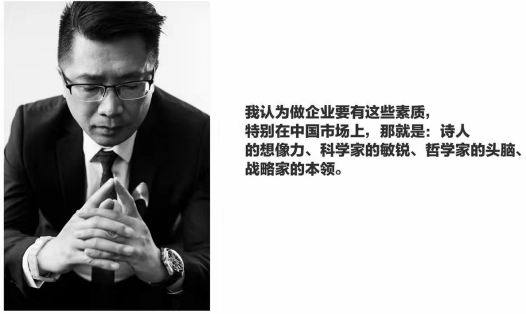 我认为做企业要有这些素质，
特别在中国市场上，那就是：诗人
的想像力、科学家的敏锐、哲学家的头脑、
战略家的本领。